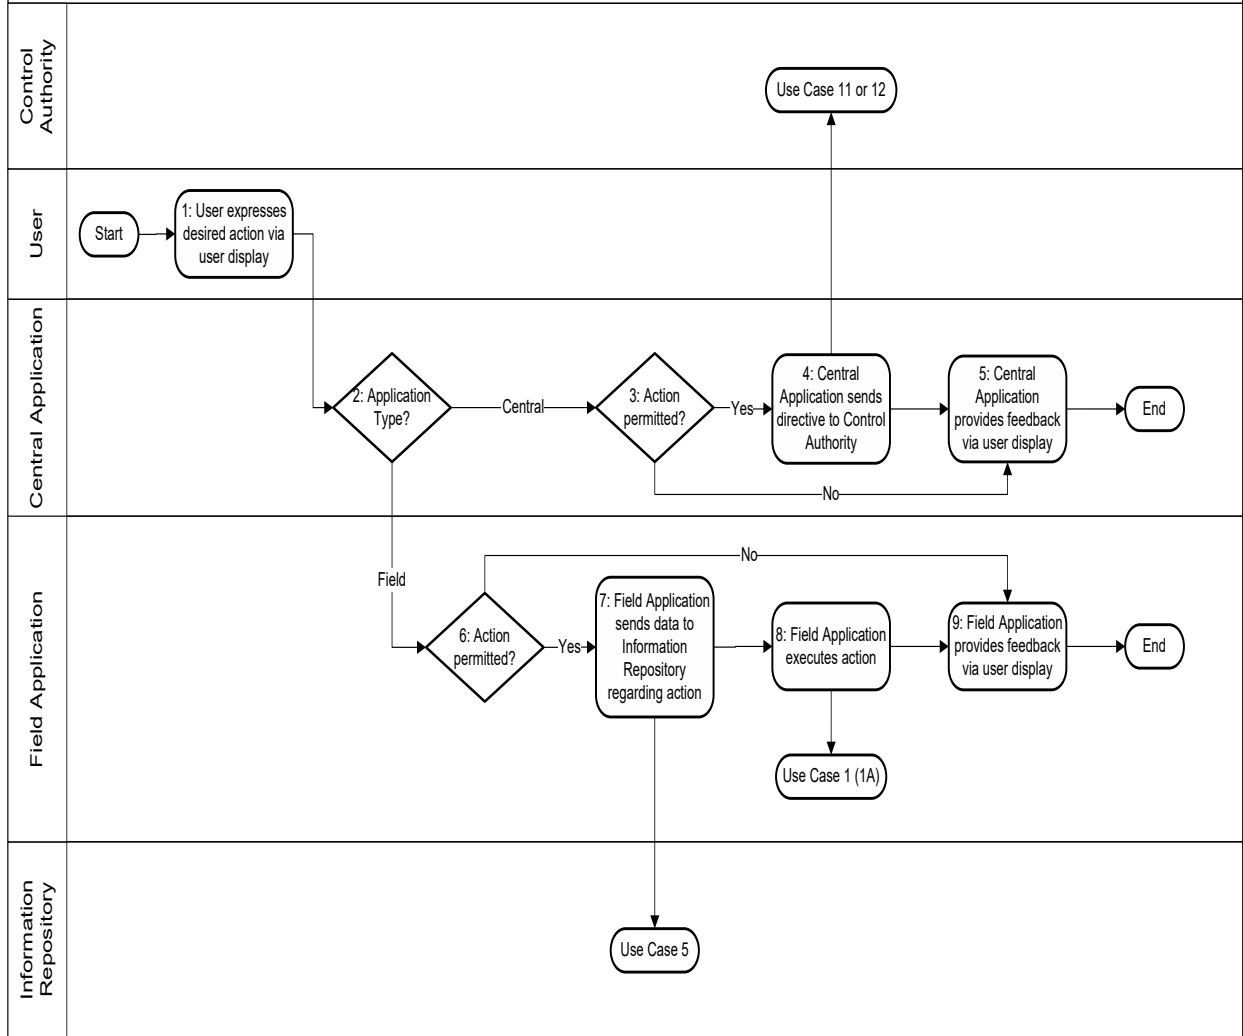 Control
Authority
Use Case 11 or 12
User
Start
1: User expresses
desired action via
user display
Central Application
2: Application
Type?
Central
3: Action
permitted?
Yes
4: Central
Application sends
directive to Control
Authority
5: Central
Application
provides feedback
via user display
End
No
Field Application
Field
No
6: Action
permitted?
Yes
7: Field Application
sends data to
Information
Repository
regarding action
8: Field Application
executes action
9: Field Application
provides feedback
via user display
End
Use Case 1 (1A)
Information
Repository
Use Case 5